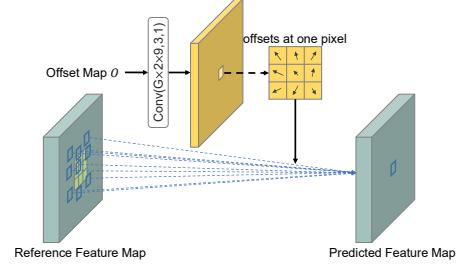 offsets at one pixel
Offset Map O
Conv(G×2×9,3,1)
Reference Feature Map
Predicted Feature Map